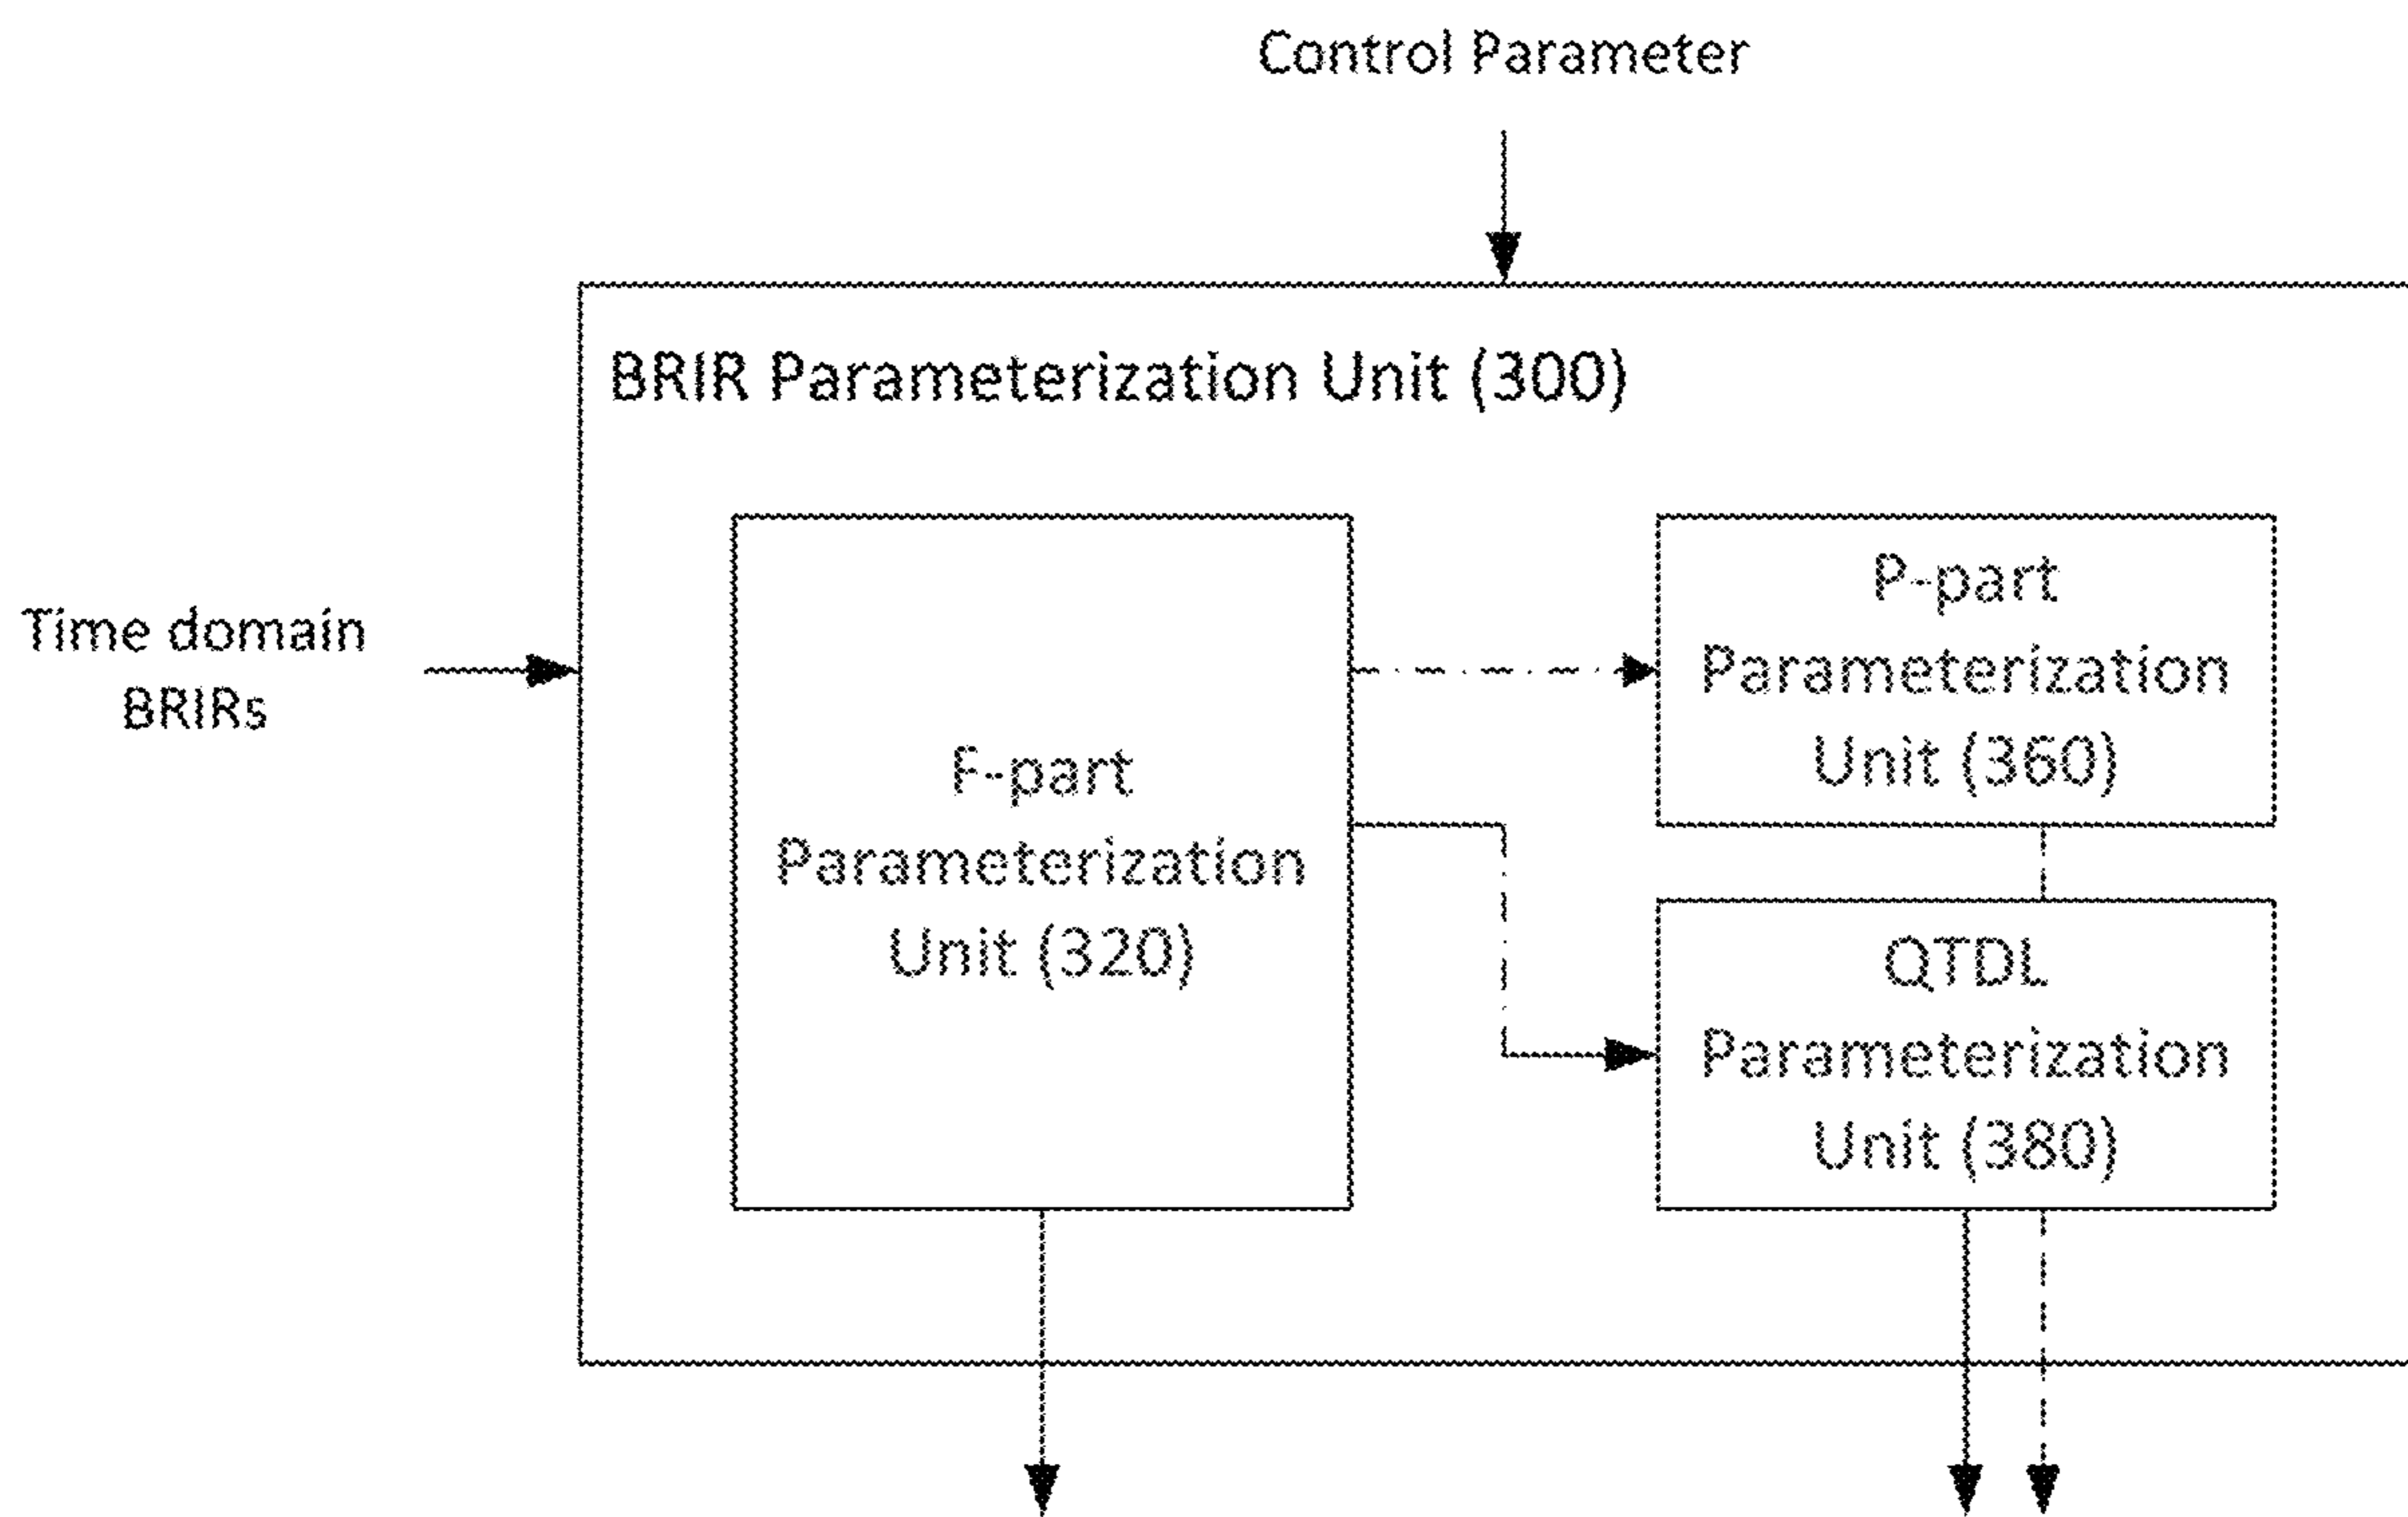 Control Parameter
BRIR Parameterization Unit (300)
Time domain
BRIRs
F-part
Parameterization
Unit (320)
P-part
Parameterization
Unit (360)
QTDL
Parameterization
Unit (380)